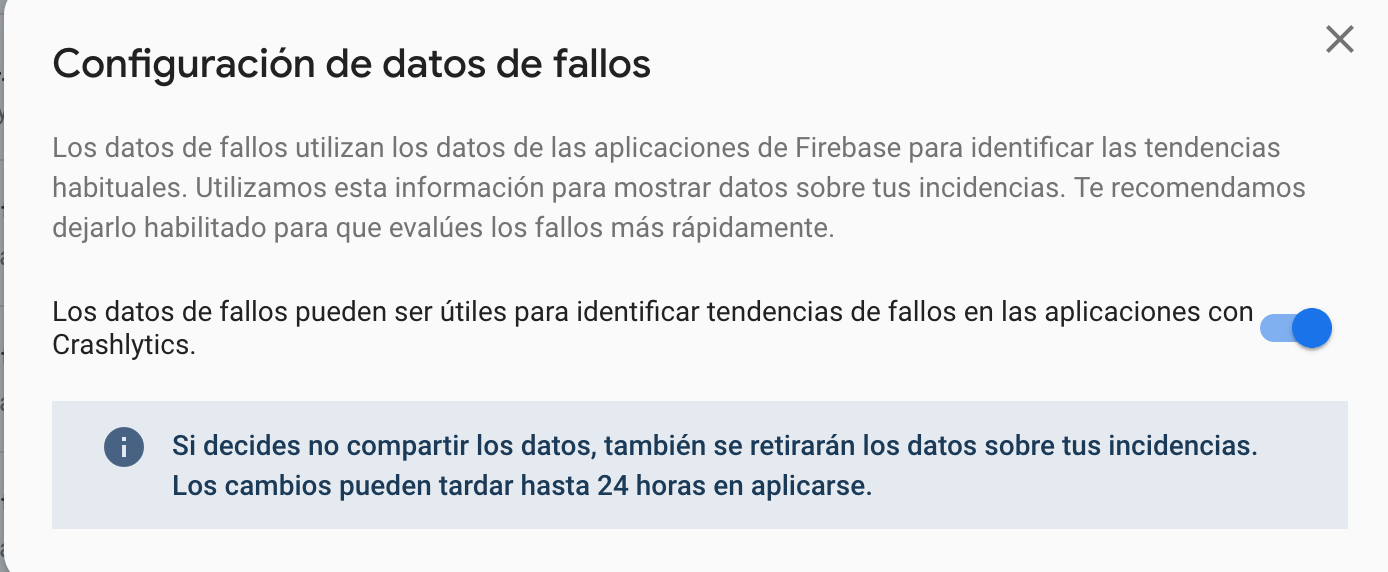 Configuración de datos de fallos
Los datos de fallos utilizan los datos de las aplicaciones de Firebase para identificar las tendencias
habituales. Utilizamos esta información para mostrar datos sobre tus incidencias. Te recomendamos
dejarlo habilitado para que evalúes los fallos más rápidamente.
Los datos de fallos pueden ser útiles para identificar tendencias de fallos en las aplicaciones con
Crashlytics.
Si decides no compartir los datos, también se retirarán los datos sobre tus incidencias.
Los cambios pueden tardar hasta 24 horas en aplicarse.